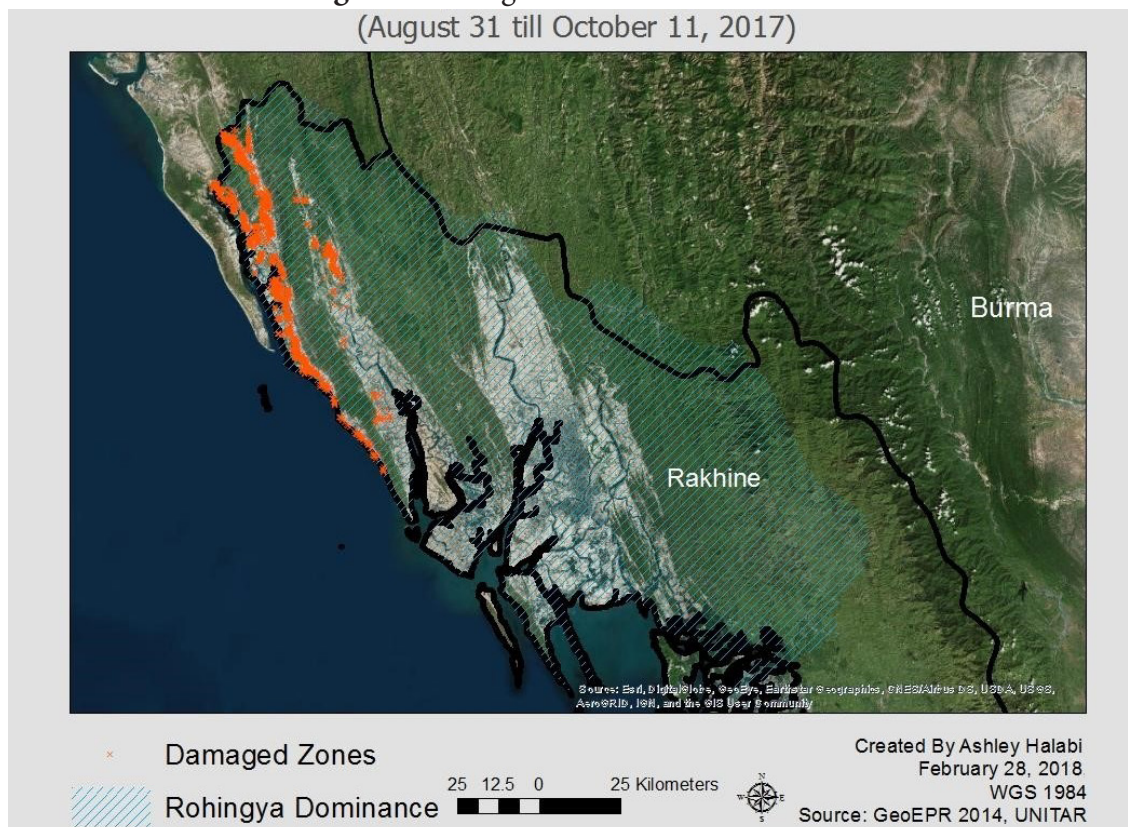 (August 31 till October 11, 2017)
Burma
Rakhine
Source: Esri, DigitalGlobe, GeoEye, Earthstar Geographics, CNES/Airbus DS, USDA, USGS,
AeroGRID, IGN, and the GIS User Community
Damaged Zones
Rohingya Dominance
25 12.5 0 25 Kilometers
N
W E
S
Created By Ashley Halabi
February 28, 2018
WGS 1984
Source: GeoEPR 2014, UNITAR